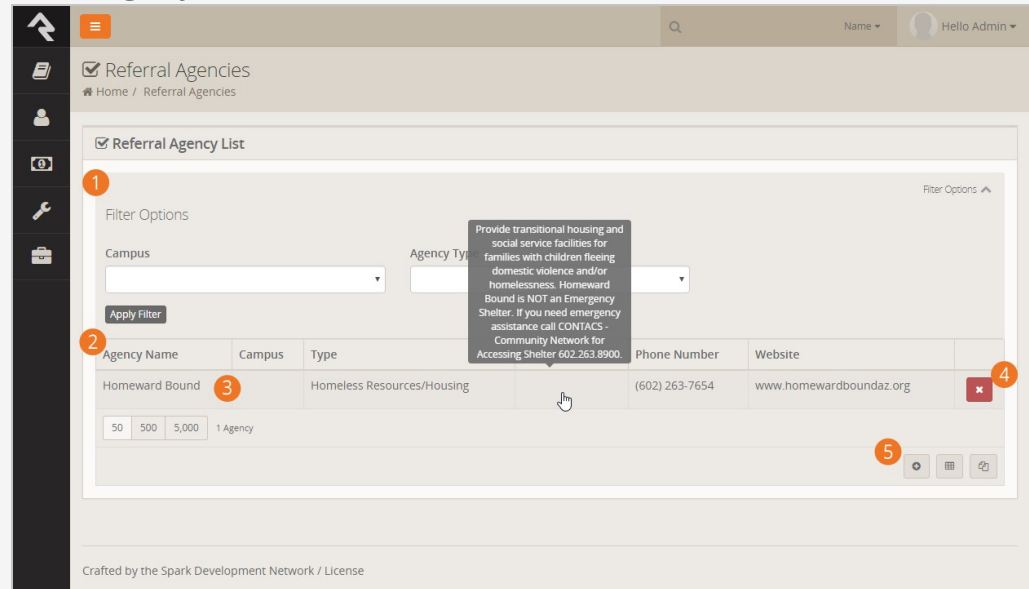 Name
Hello Admin
Referral Agencies
Home / Referral Agencies
Referral Agency List
1
Filter Options
Filter Options
Campus
Agency Type
Provide transitional housing and
social service facilities for
families with children fleeing
domestic violence and/or
homelessness. Homeward
Bound is NOT an Emergency
Shelter. If you need emergency
assistance call CONTACS -
Community Network for
Accessing Shelter 602.263.8900.
Apply Filter
2
Agency Name Campus Type Phone Number Website
4
Homeward Bound 3 Homeless Resources/Housing (602) 263-7654 www.homewardboundaz.org
50 500 5,000 1 Agency
5
Crafted by the Spark Development Network / License